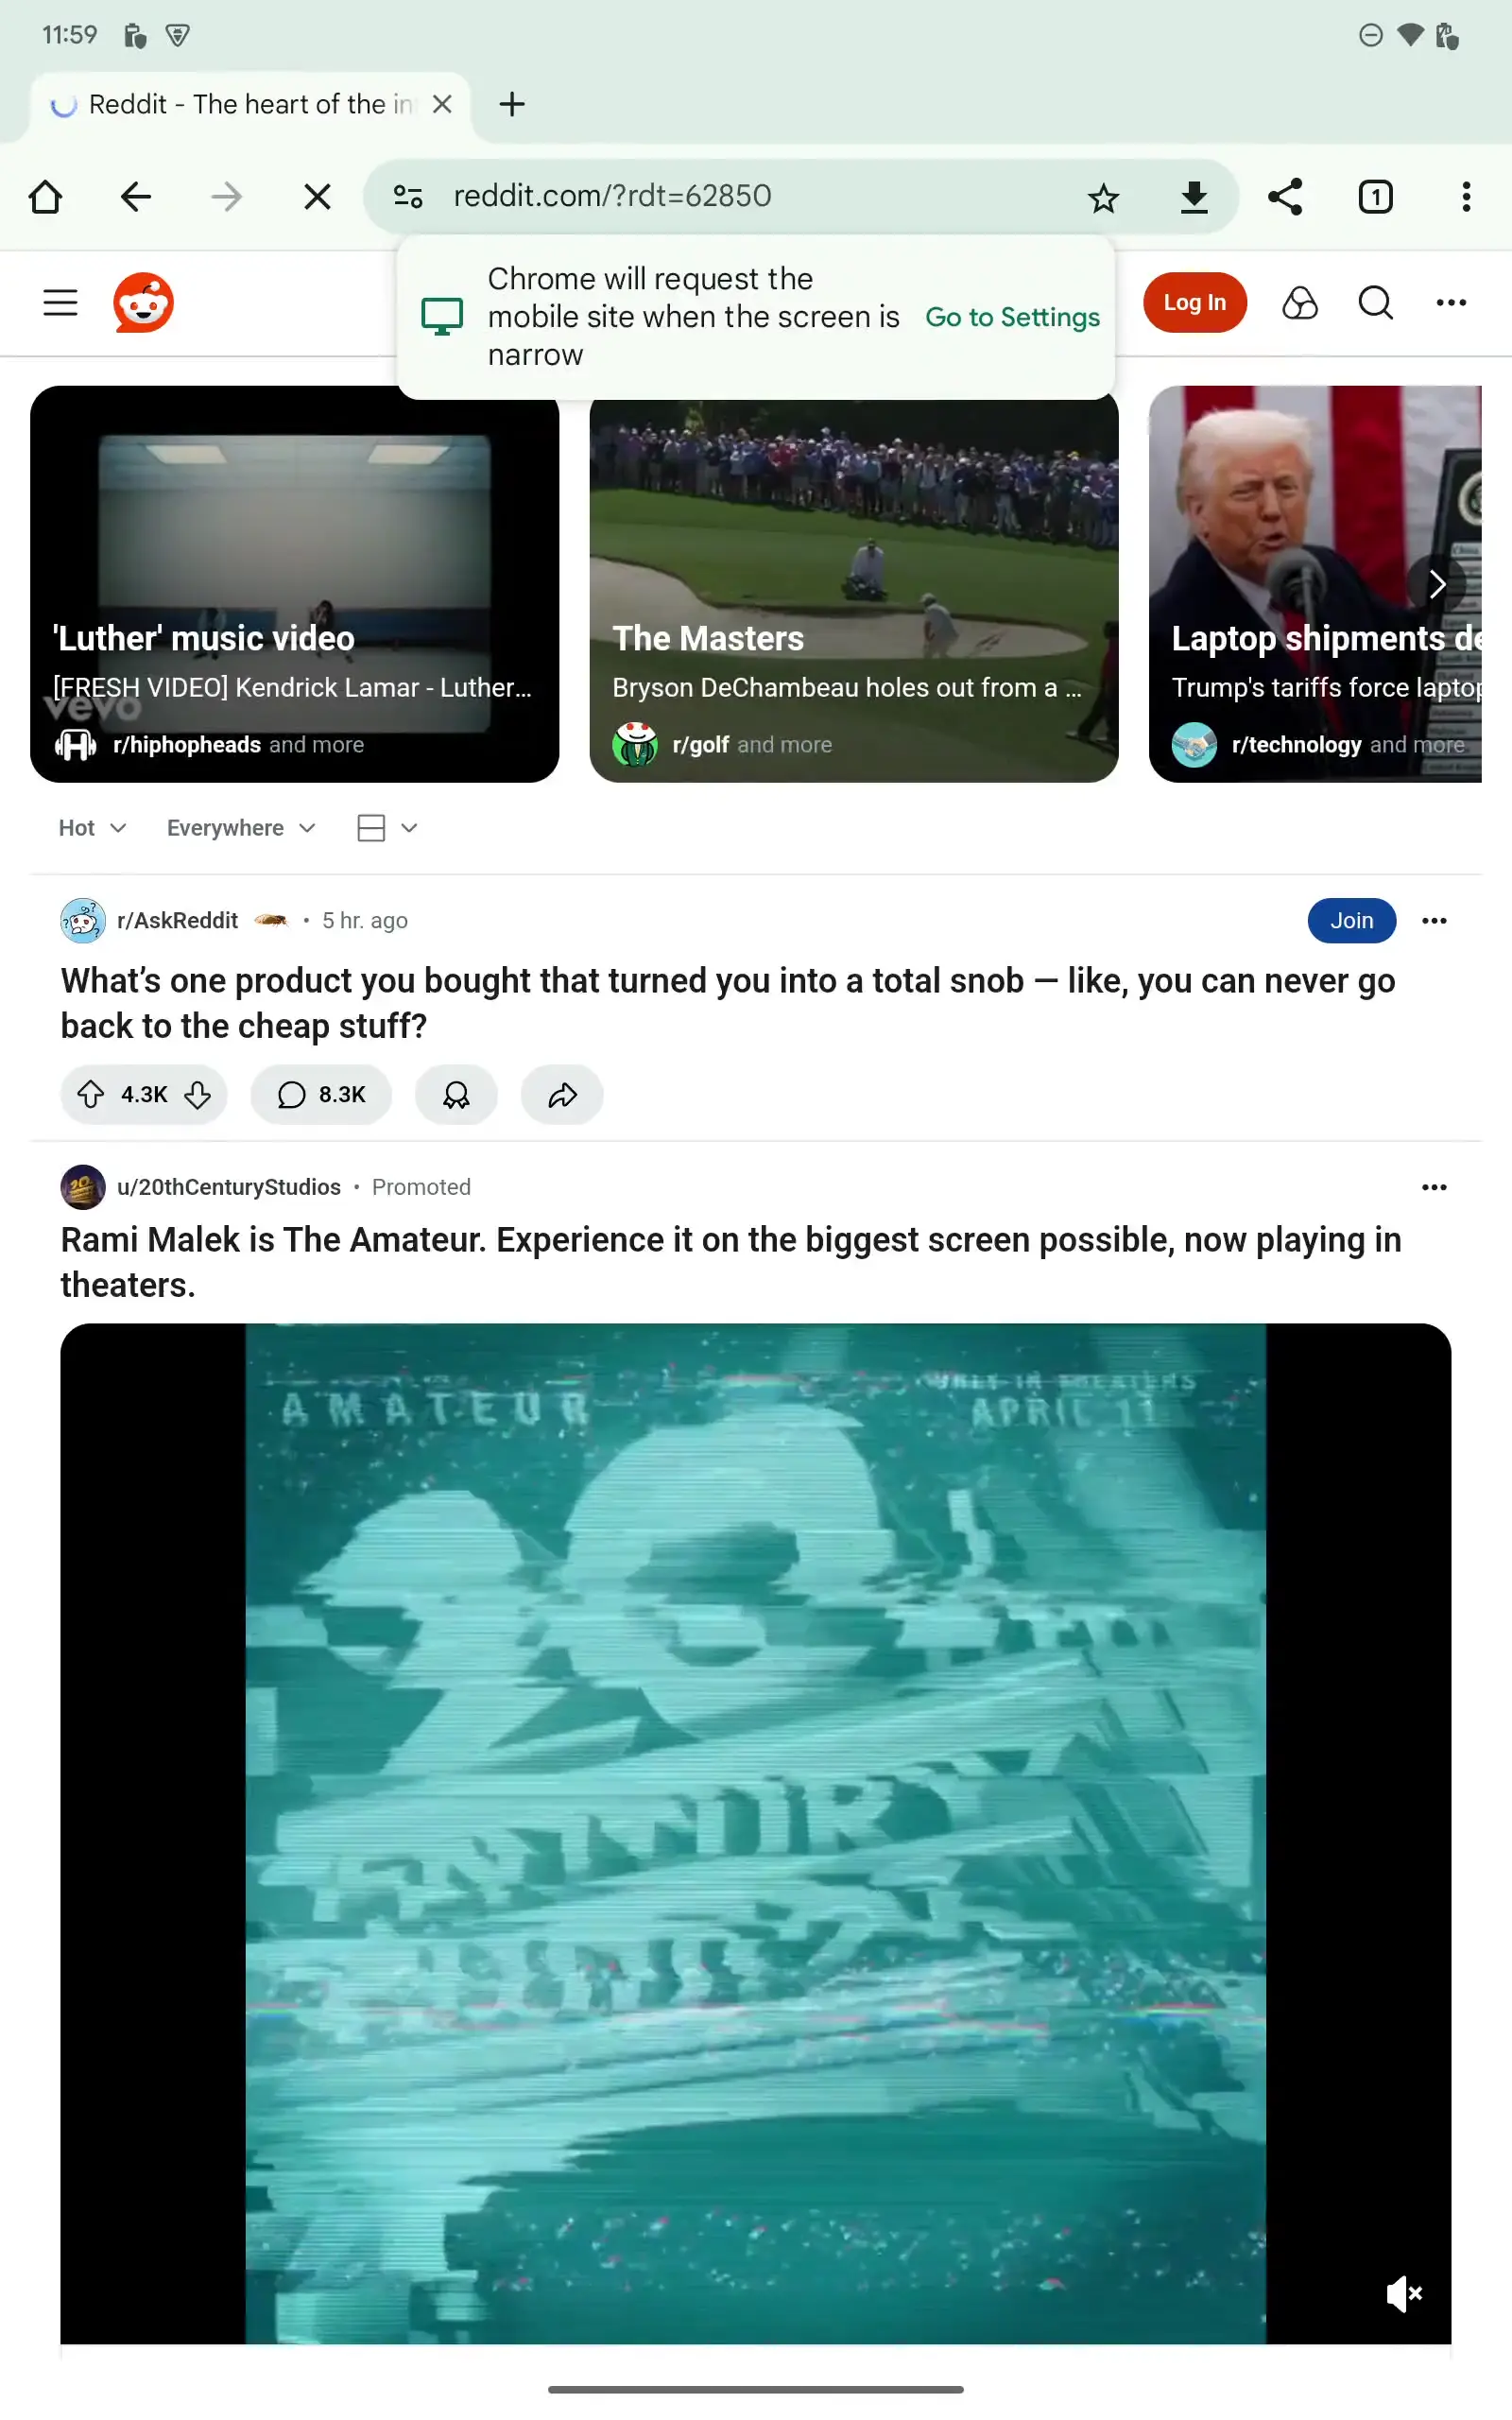 11:59
Reddit - The heart of the in
reddit.com/?rdt=62850
1
Chrome will request the
mobile site when the screen is
narrow
Go to Settings
Log In
'Luther' music video
[FRESH VIDEO] Kendrick Lamar - Luther...
vevo
r/hiphopheads and more
The Masters
Bryson DeChambeau holes out from a ...
r/golf and more
Laptop shipments de
Trump's tariffs force laptop
r/technology and more
Hot
Everywhere
r/AskReddit • 5 hr. ago
Join
What's one product you bought that turned you into a total snob — like, you can never go
back to the cheap stuff?
4.3K
8.3K
u/20thCenturyStudios • Promoted
Rami Malek is The Amateur. Experience it on the biggest screen possible, now playing in
theaters.
AMATEUR
ONLY IN THEATERS
APRIL 11
20